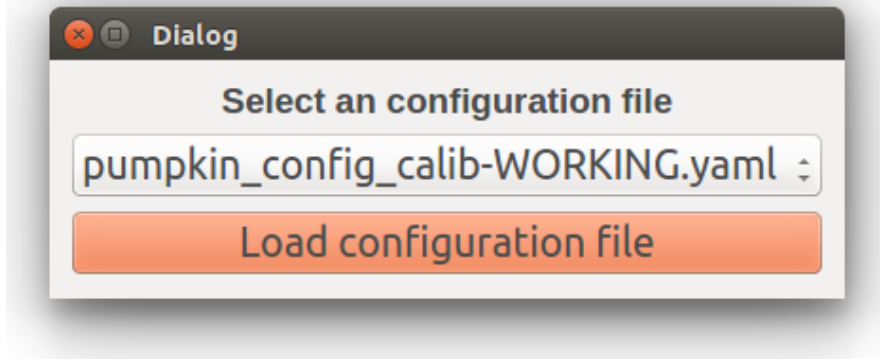 Dialog
Select an configuration file
pumpkin_config_calib-WORKING.yaml
Load configuration file